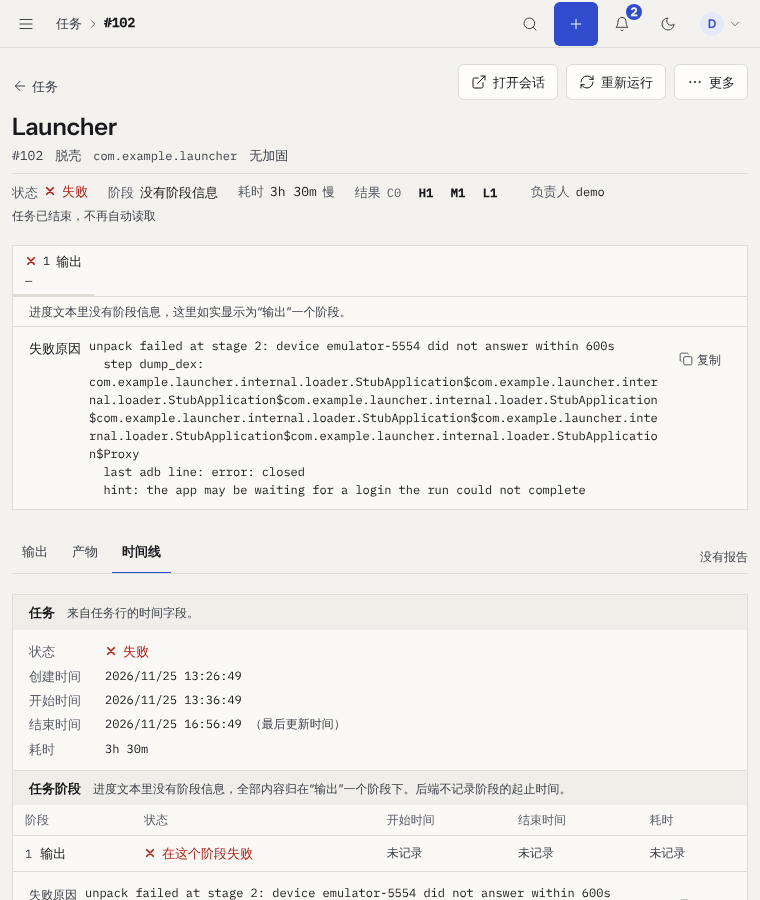 任务 > #102
2
D
← 任务
打开会话
重新运行
··· 更多
Launcher
#102 脱壳 com.example.launcher 无加固
状态 失败 阶段 没有阶段信息 耗时 3h 30m 慢 结果 C0 H1 M1 L1 负责人 demo
任务已结束，不再自动读取
1 输出
—
进度文本里没有阶段信息，这里如实显示为“输出”一个阶段。
失败原因 unpack failed at stage 2: device emulator-5554 did not answer within 600s
复制
step dump_dex:
com.example.launcher.internal.loader.StubApplication$com.example.launcher.inter
nal.loader.StubApplication$com.example.launcher.internal.loader.StubApplication
$com.example.launcher.internal.loader.StubApplication$com.example.launcher.inte
rnal.loader.StubApplication$com.example.launcher.internal.loader.StubApplicatio
n$Proxy
last adb line: error: closed
hint: the app may be waiting for a login the run could not complete
输出 产物 时间线
没有报告
任务 来自任务行的时间字段。
状态 失败
创建时间 2026/11/25 13:26:49
开始时间 2026/11/25 13:36:49
结束时间 2026/11/25 16:56:49 （最后更新时间）
耗时 3h 30m
任务阶段 进度文本里没有阶段信息，全部内容归在“输出”一个阶段下。后端不记录阶段的起止时间。
阶段 状态 开始时间 结束时间 耗时
1 输出 在这个阶段失败 未记录 未记录 未记录
失败原因 unpack failed at stage 2: device emulator-5554 did not answer within 600s